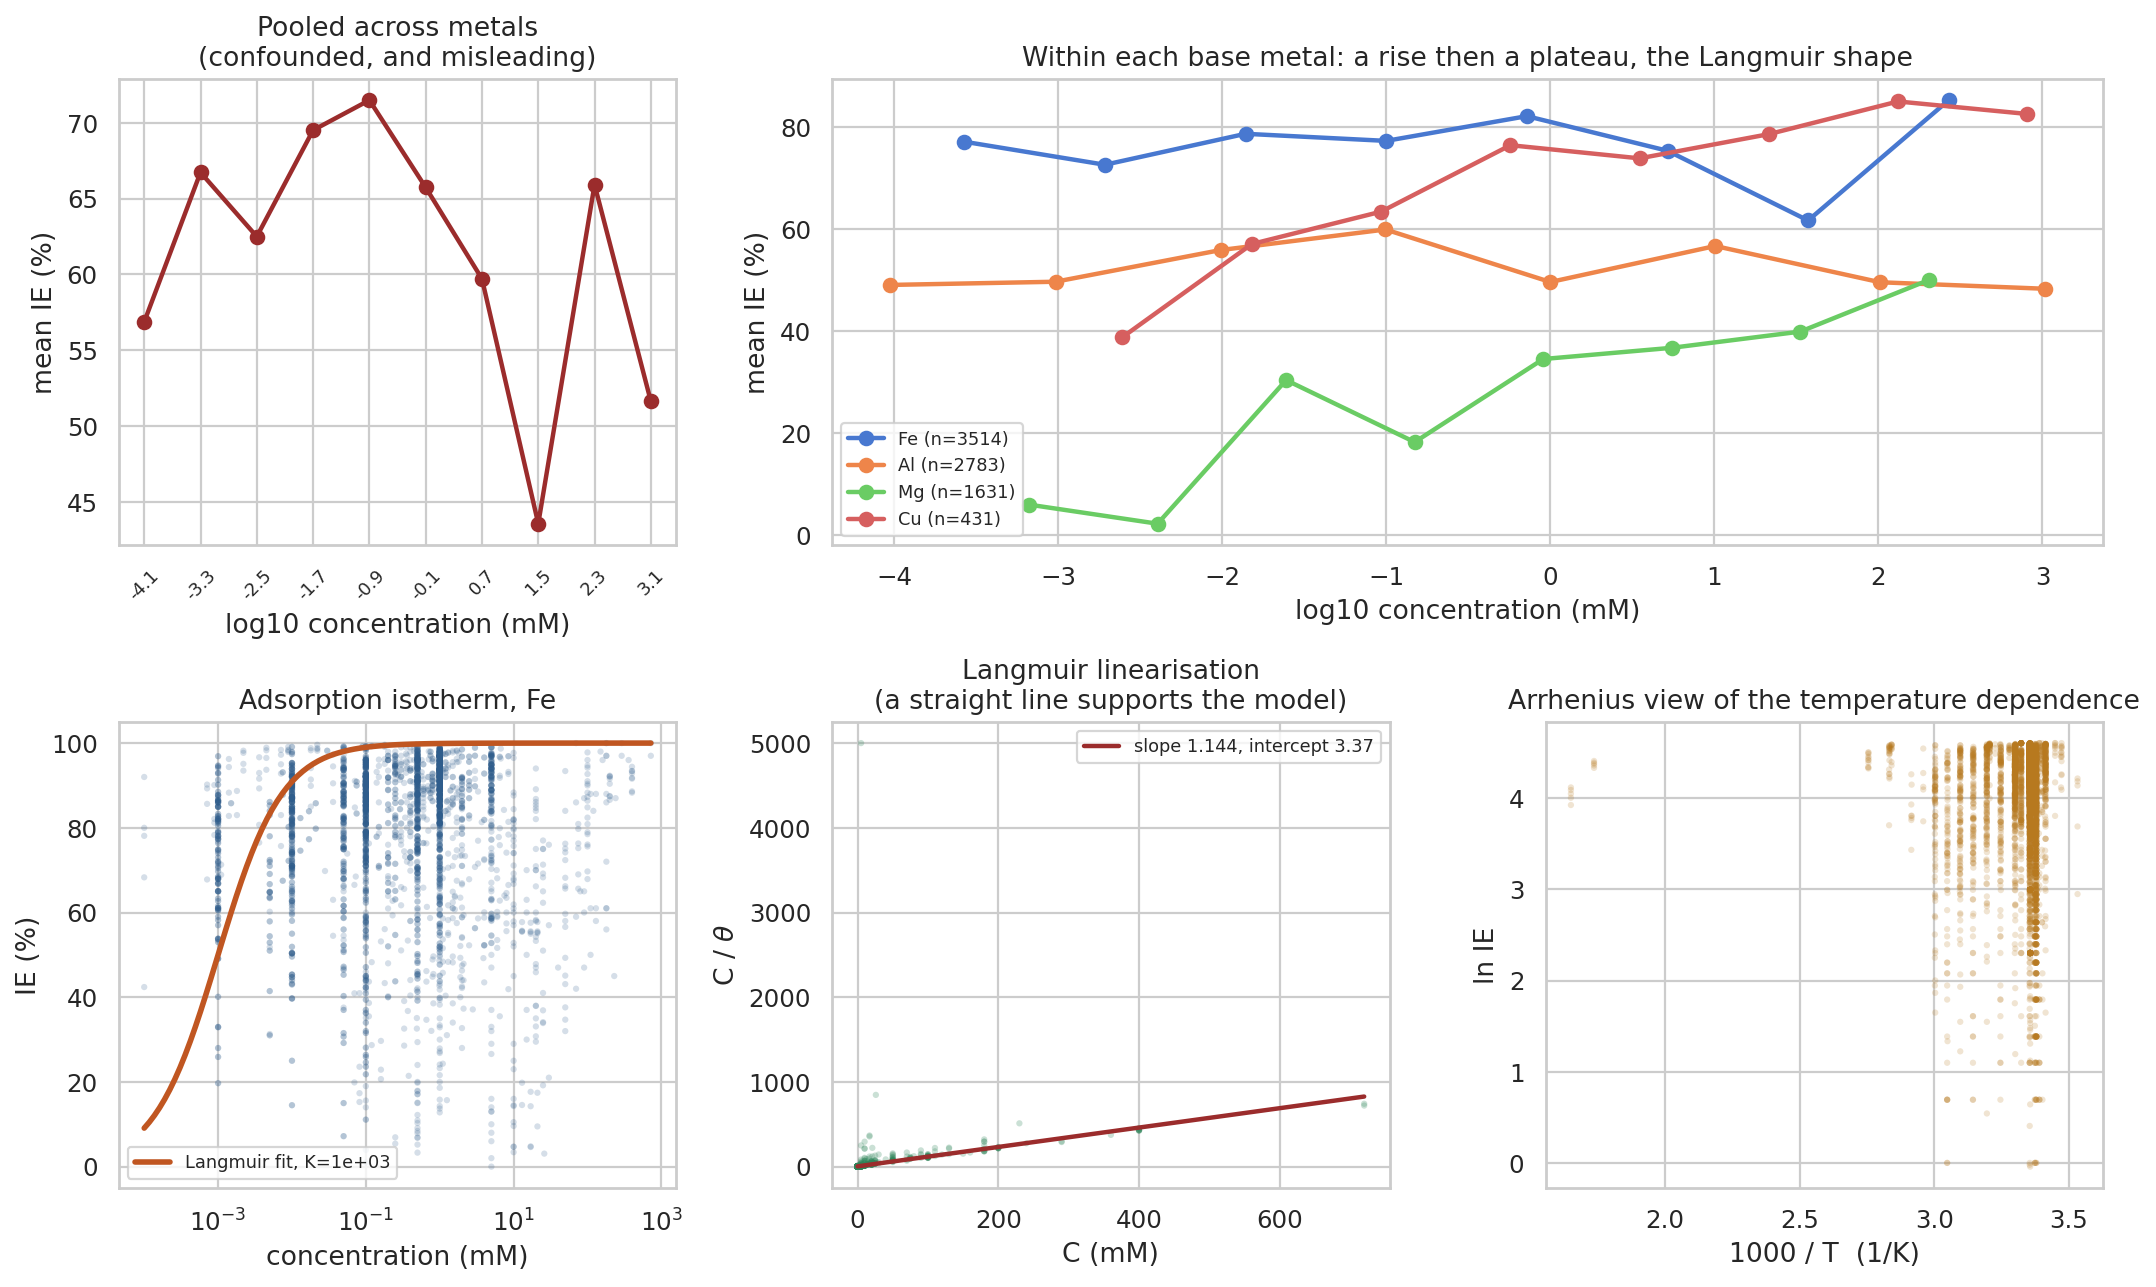 Pooled across metals
(confounded, and misleading)
mean IE (%)
70
65
60
55
50
45
-4.1
-3.3
-2.5
-1.7
-0.9
-0.1
0.7
1.5
2.3
3.1
log10 concentration (mM)
Within each base metal: a rise then a plateau, the Langmuir shape
mean IE (%)
80
60
40
20
0
Fe (n=3514)
Al (n=2783)
Mg (n=1631)
Cu (n=431)
−4
−3
−2
−1
0
1
2
3
log10 concentration (mM)
Adsorption isotherm, Fe
IE (%)
100
80
60
40
20
0
Langmuir fit, K=1e+03
10⁻³
10⁻¹
10¹
10³
concentration (mM)
Langmuir linearisation
(a straight line supports the model)
C / θ
5000
4000
3000
2000
1000
0
slope 1.144, intercept 3.37
0
200
400
600
C (mM)
Arrhenius view of the temperature dependence
ln IE
4
3
2
1
0
2.0
2.5
3.0
3.5
1000 / T (1/K)